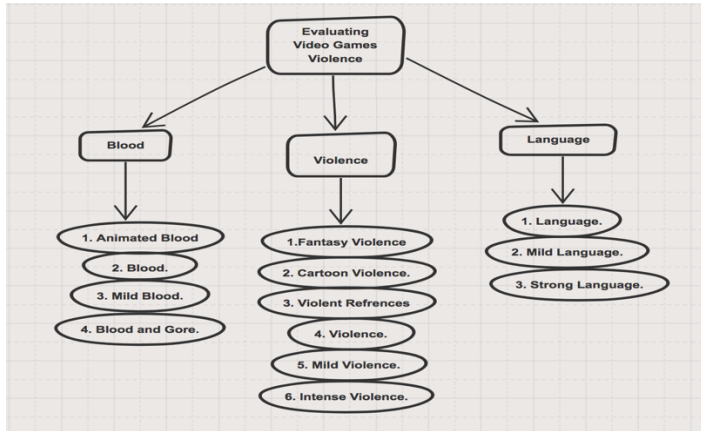 Evaluating
Video Games
Violence
Blood
Violence
Language
1. Animated Blood
2. Blood.
3. Mild Blood.
4. Blood and Gore.
1.Fantasy Violence
2. Cartoon Violence.
3. Violent Refrences
4. Violence.
5. Mild Violence.
6. Intense Violence.
1. Language.
2. Mild Language.
3. Strong Language.